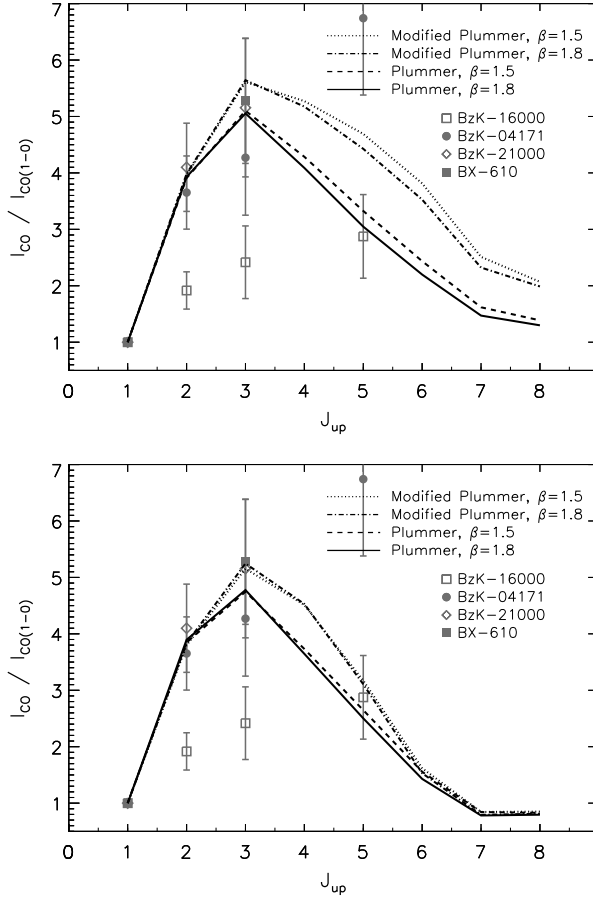 7
6
5
4
3
2
1
I_CO / I_CO(1−0)
Modified Plummer, β=1.5
Modified Plummer, β=1.8
Plummer, β=1.5
Plummer, β=1.8
BzK−16000
BzK−04171
BzK−21000
BX−610
0 1 2 3 4 5 6 7 8
J_up
7
6
5
4
3
2
1
I_CO / I_CO(1−0)
Modified Plummer, β=1.5
Modified Plummer, β=1.8
Plummer, β=1.5
Plummer, β=1.8
BzK−16000
BzK−04171
BzK−21000
BX−610
0 1 2 3 4 5 6 7 8
J_up